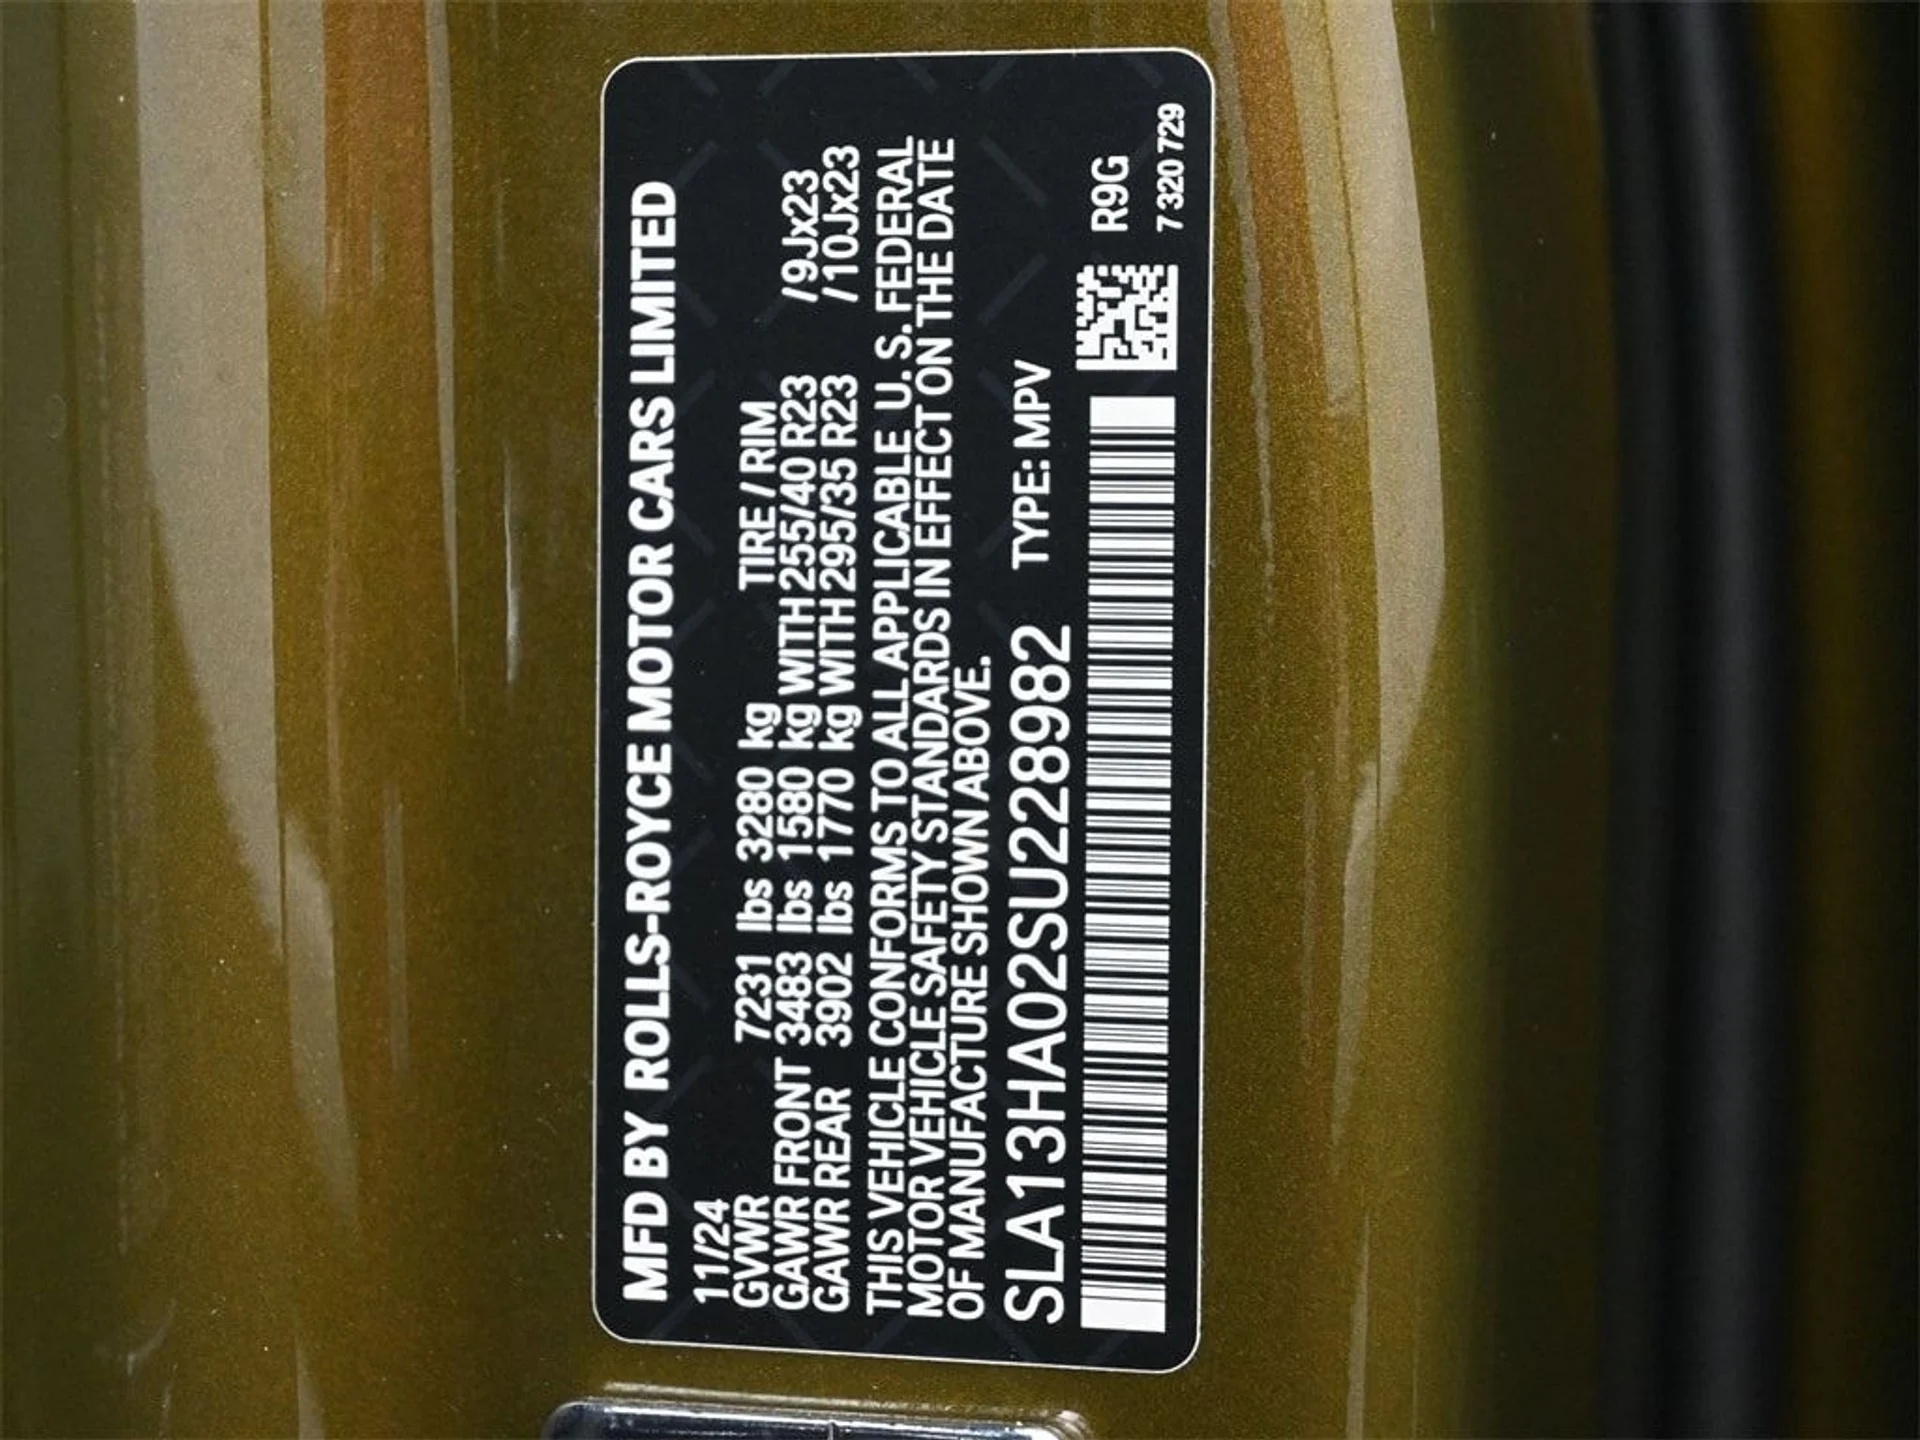 MFD BY ROLLS-ROYCE MOTOR CARS LIMITED
11/24
GVWR 7231 lbs 3280 kg TIRE / RIM
GAWR FRONT 3483 lbs 1580 kg WITH 255/40 R23 /9Jx23
GAWR REAR 3902 lbs 1770 kg WITH 295/35 R23 /10Jx23
THIS VEHICLE CONFORMS TO ALL APPLICABLE U. S. FEDERAL
MOTOR VEHICLE SAFETY STANDARDS IN EFFECT ON THE DATE
OF MANUFACTURE SHOWN ABOVE.
SLA13HA02SU228982 TYPE: MPV
R9G
7320729